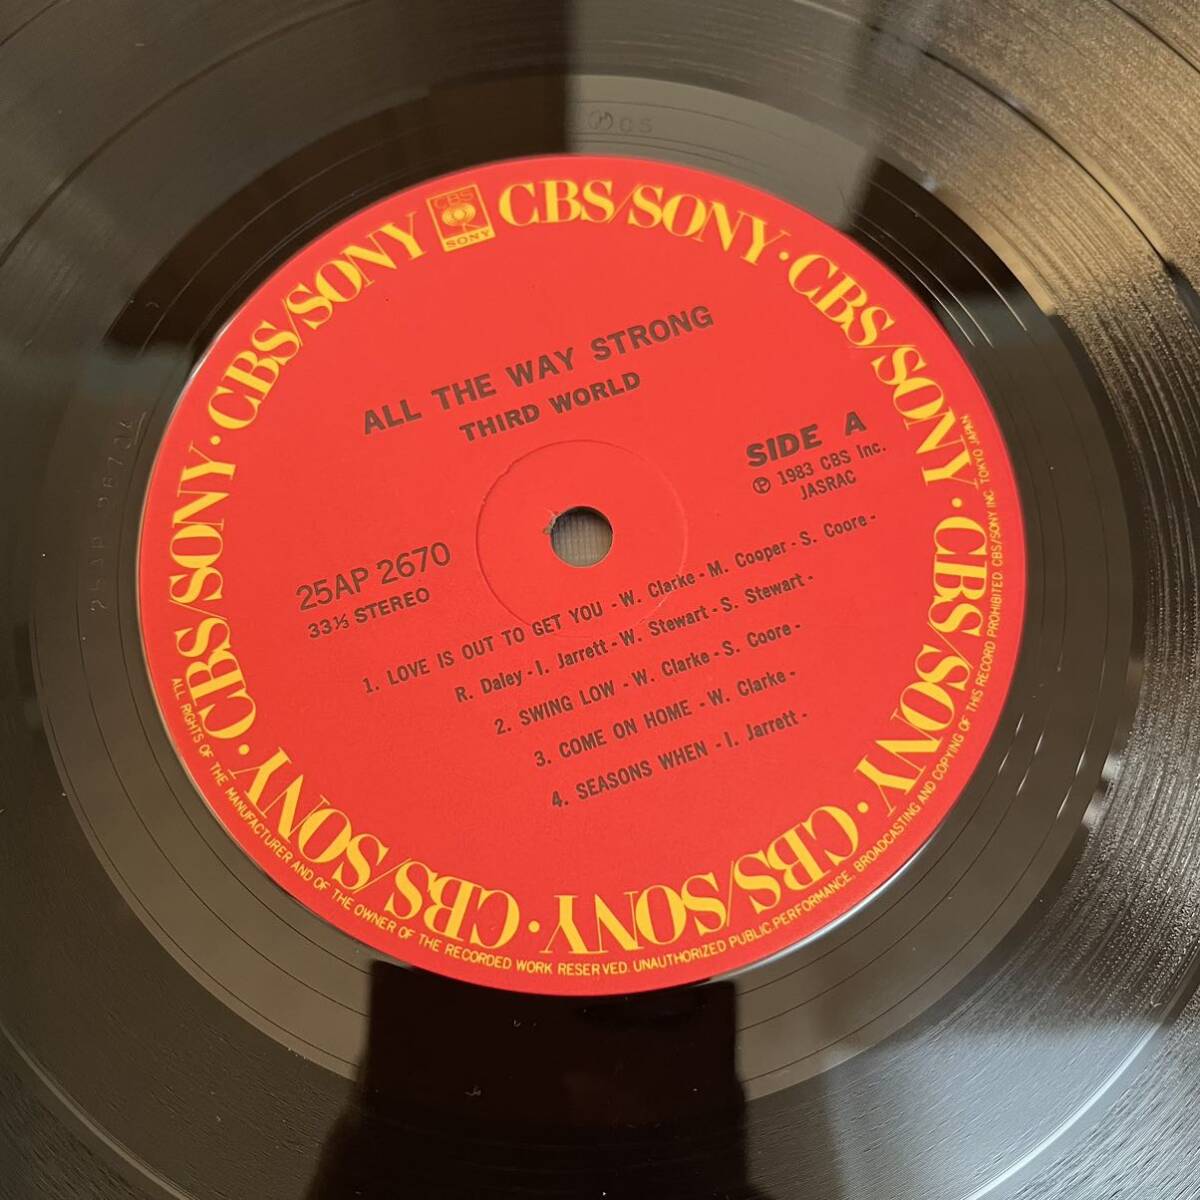 CBS
SONY
CBS/SONY · CBS/SONY · CBS/SONY · CBS/SONY · CBS/SONY · CBS/SONY · CBS/SONY · CBS/SONY
ALL THE WAY STRONG
THIRD WORLD
SIDE A
Ⓟ 1983 CBS Inc.
JASRAC
25AP 2670
33⅓ STEREO
1. LOVE IS OUT TO GET YOU - W. Clarke - M. Cooper - S. Coore -
R. Daley - I. Jarrett - W. Stewart - S. Stewart -
2. SWING LOW - W. Clarke - S. Coore -
3. COME ON HOME - W. Clarke -
4. SEASONS WHEN - I. Jarrett -
ALL RIGHTS OF THE MANUFACTURER AND OF THE OWNER OF THE RECORDED WORK RESERVED. UNAUTHORIZED PUBLIC PERFORMANCE, BROADCASTING AND COPYING OF THIS RECORD PROHIBITED. CBS/SONY INC. TOKYO JAPAN